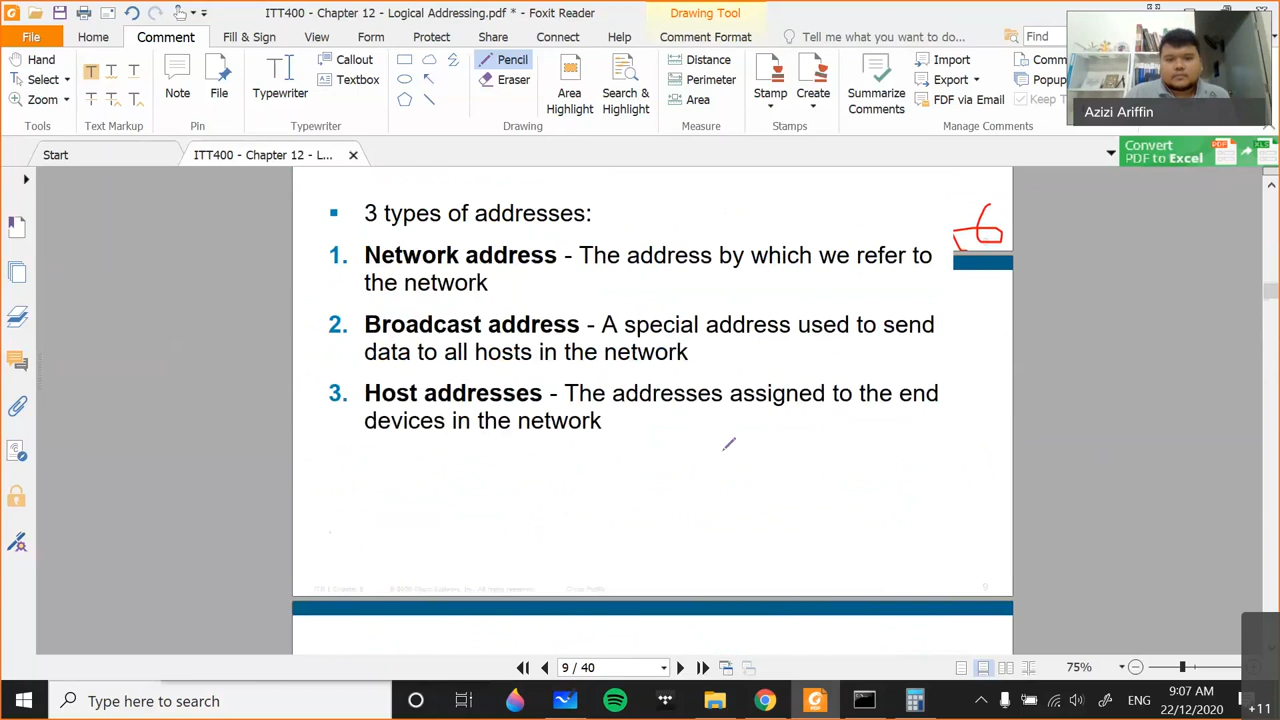 ITT400 - Chapter 12 - Logical Addressing.pdf * - Foxit Reader
Drawing Tool
File
Home
Comment
Fill & Sign
View
Form
Protect
Share
Connect
Help
Comment Format
Tell me what you want to do...
Find
Hand
Select
Zoom
Tools
Text Markup
Note
File
Pin
Typewriter
Callout
Textbox
Typewriter
Pencil
Eraser
Area
Highlight
Search &
Highlight
Drawing
Distance
Perimeter
Area
Measure
Stamp
Create
Stamps
Summarize
Comments
Import
Export
FDF via Email
Comm
Popup
Keep T
Manage Comments
Azizi Ariffin
Start
ITT400 - Chapter 12 - L...
Convert
PDF to Excel
3 types of addresses:
1. Network address - The address by which we refer to
the network
2. Broadcast address - A special address used to send
data to all hosts in the network
3. Host addresses - The addresses assigned to the end
devices in the network
6
9
9 / 40
75%
Type here to search
ENG
9:07 AM
22/12/2020
+11